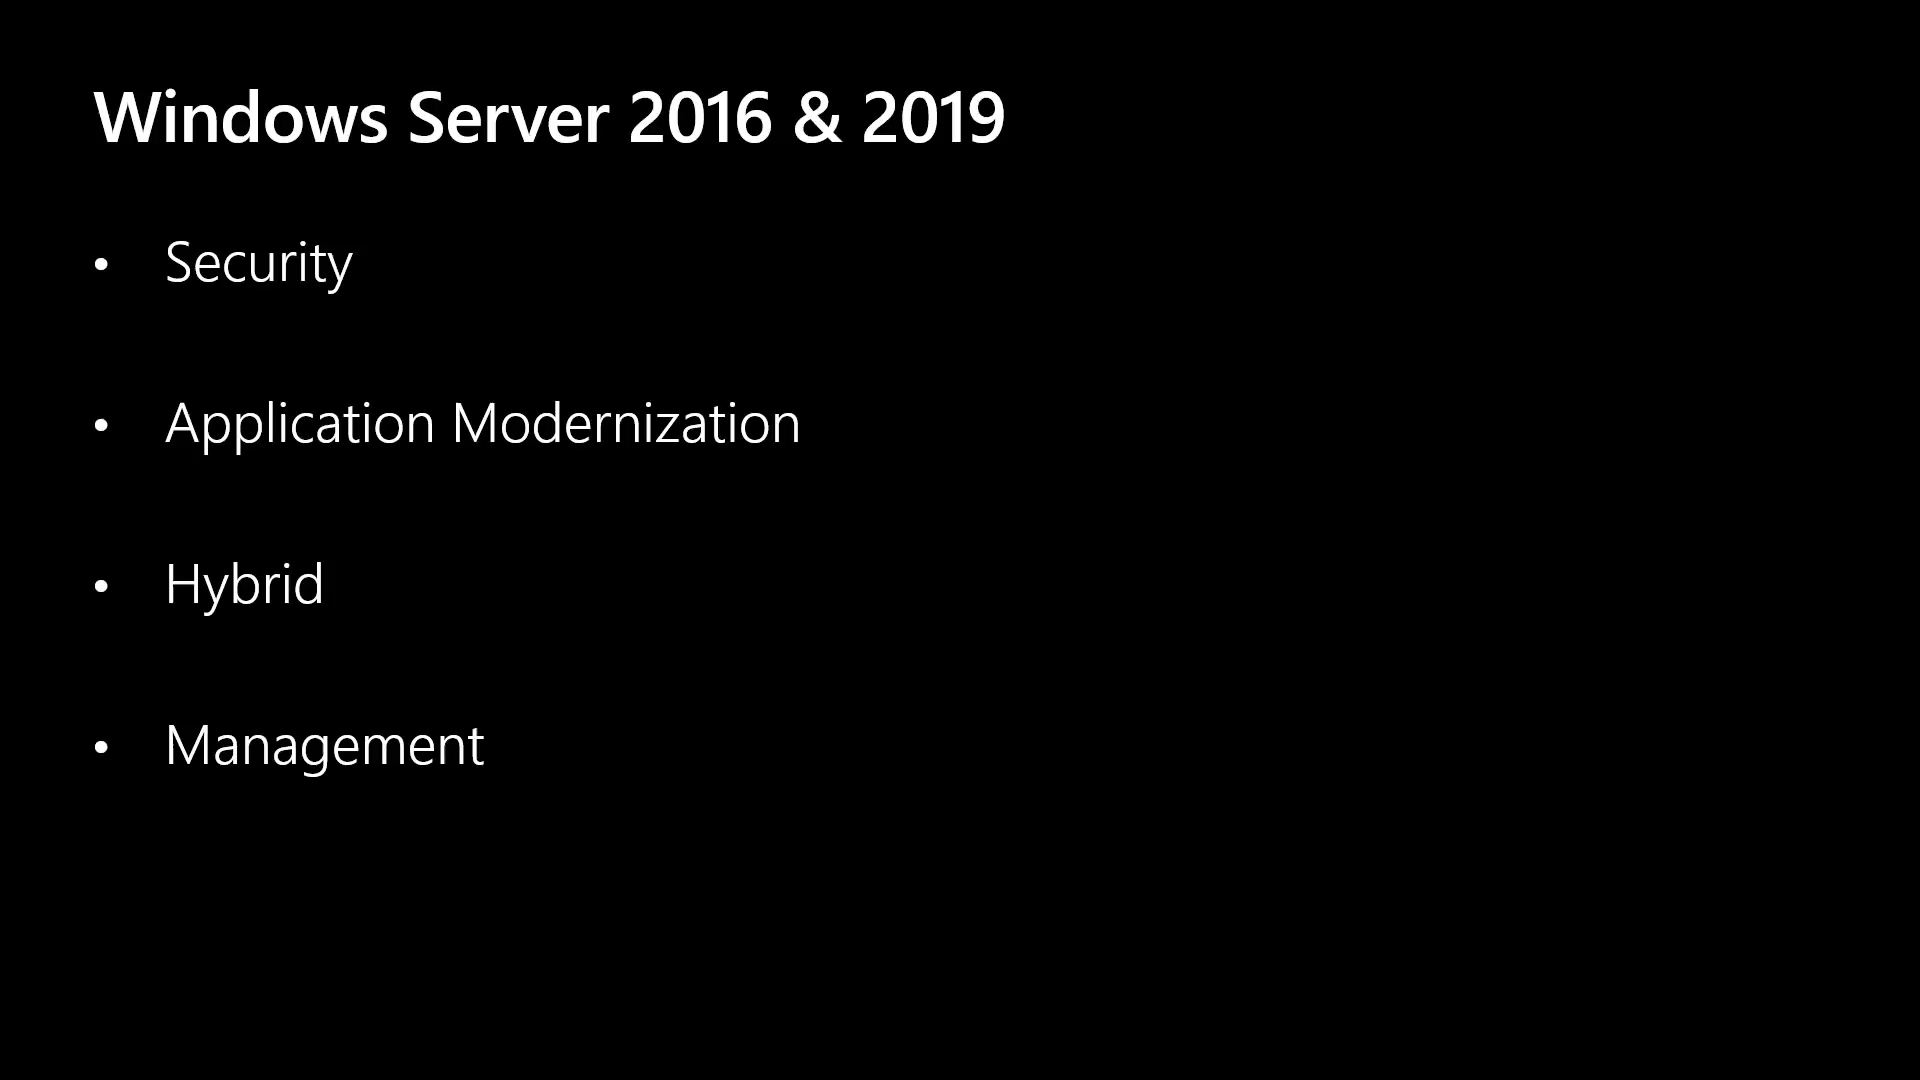 Windows Server 2016 & 2019
• Security
• Application Modernization
• Hybrid
• Management